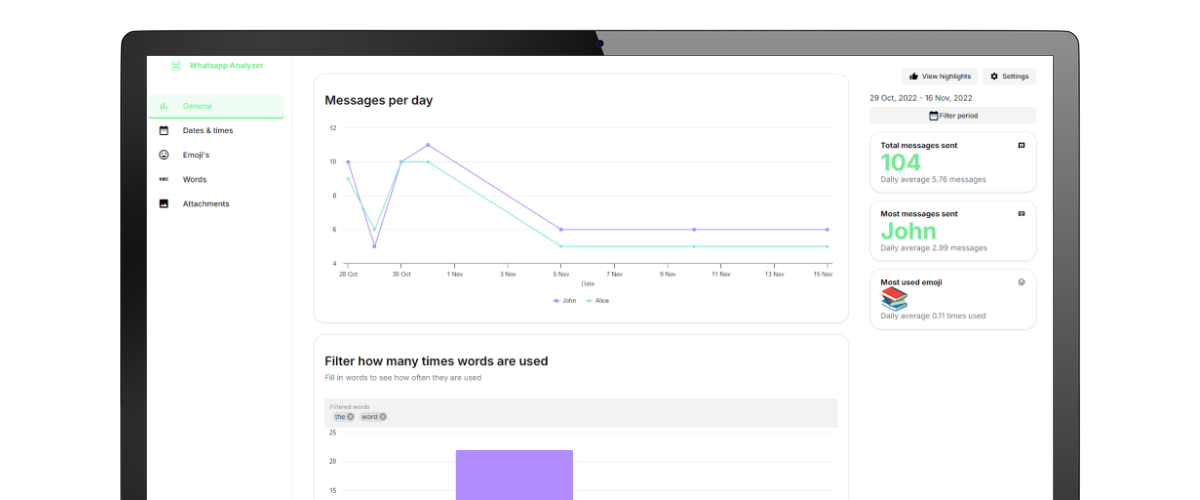 Whatsapp Analyzer
General
Dates & times
Emoji's
ABC
Words
Attachments
Messages per day
12
10
8
6
4
28 Oct
30 Oct
1 Nov
3 Nov
5 Nov
7 Nov
9 Nov
11 Nov
13 Nov
15 Nov
Date
John
Alice
Filter how many times words are used
Fill in words to see how often they are used
Filtered words
the
word
25
20
15
View highlights
Settings
29 Oct, 2022 - 16 Nov, 2022
Filter period
Total messages sent
104
Daily average 5.76 messages
Most messages sent
John
Daily average 2.99 messages
Most used emoji
Daily average 0.11 times used